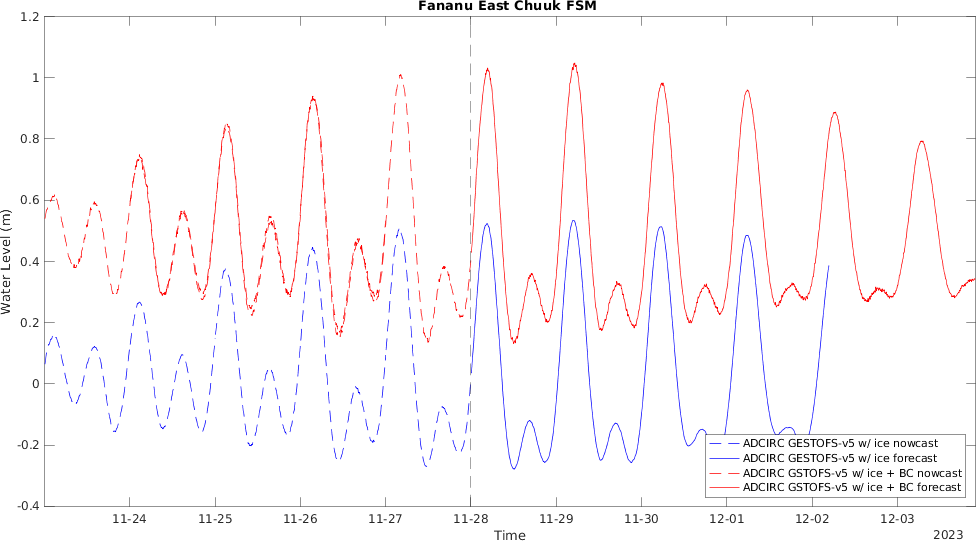 Fananu East Chuuk FSM
1.2
1
0.8
0.6
0.4
0.2
0
-0.2
-0.4
Water Level (m)
ADCIRC GESTOFS-v5 w/ ice nowcast
ADCIRC GESTOFS-v5 w/ ice forecast
ADCIRC GSTOFS-v5 w/ ice + BC nowcast
ADCIRC GSTOFS-v5 w/ ice + BC forecast
11-24 11-25 11-26 11-27 11-28 11-29 11-30 12-01 12-02 12-03
Time
2023